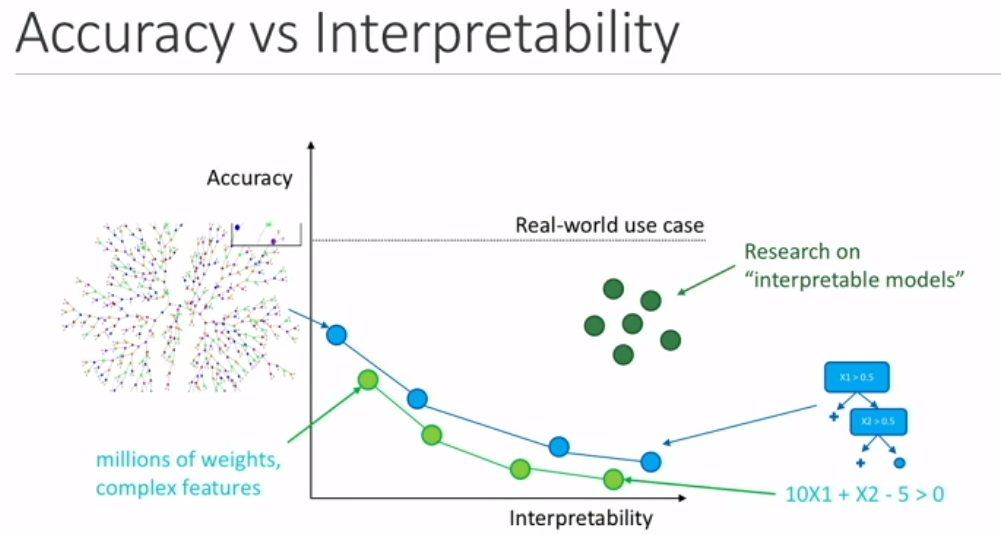 Accuracy vs Interpretability
Accuracy
Real-world use case
Research on
“interpretable models”
X1 > 0.5
X2 > 0.5
millions of weights,
complex features
10X1 + X2 - 5 > 0
Interpretability